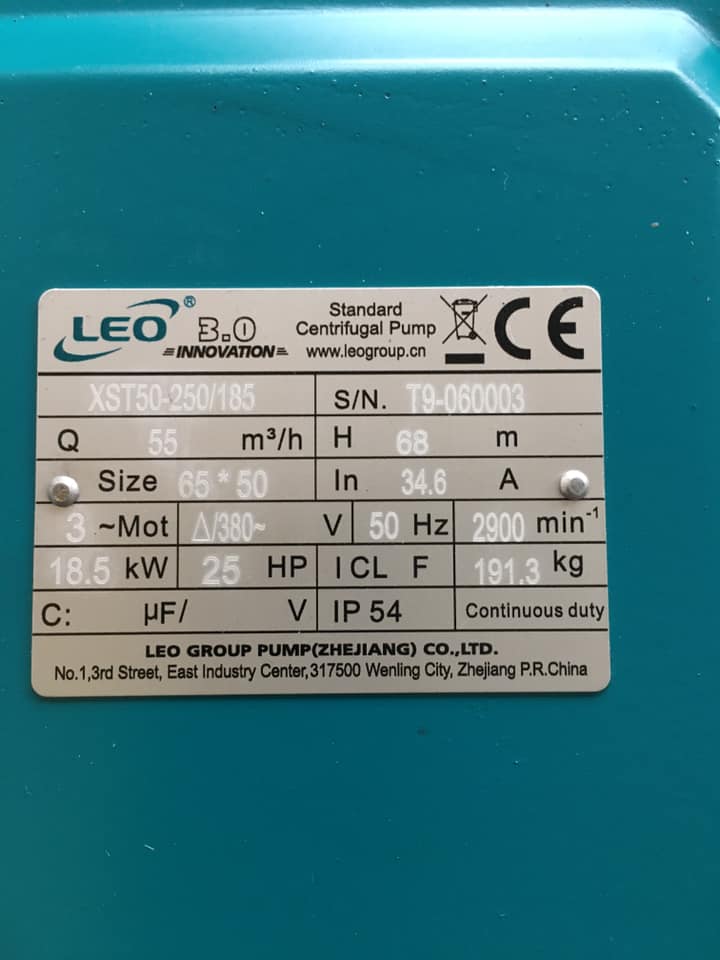 LEO ® 3.0 INNOVATION
Standard
Centrifugal Pump
www.leogroup.cn
CE
XST50-250/185 S/N. T9-060003
Q 55 m³/h H 68 m
Size 65 * 50 In 34.6 A
3 ~Mot Δ/380~ V 50 Hz 2900 min⁻¹
18.5 kW 25 HP I CL F 191.3 kg
C: µF/ V IP 54 Continuous duty
LEO GROUP PUMP(ZHEJIANG) CO.,LTD.
No.1,3rd Street, East Industry Center,317500 Wenling City, Zhejiang P.R.China